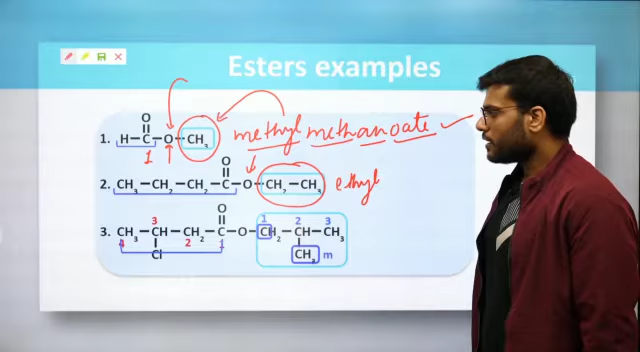 Esters examples
O
1. H–C–O–CH₃ methyl methanoate ✓
1
O
2. CH₃–CH₂–CH₂–C–O–CH₂–CH₃ ethyl
O
3 1 2 3
3. CH₃–CH–CH₂–C–O–CH₂–CH–CH₃
4 2 1
Cl CH₃ m